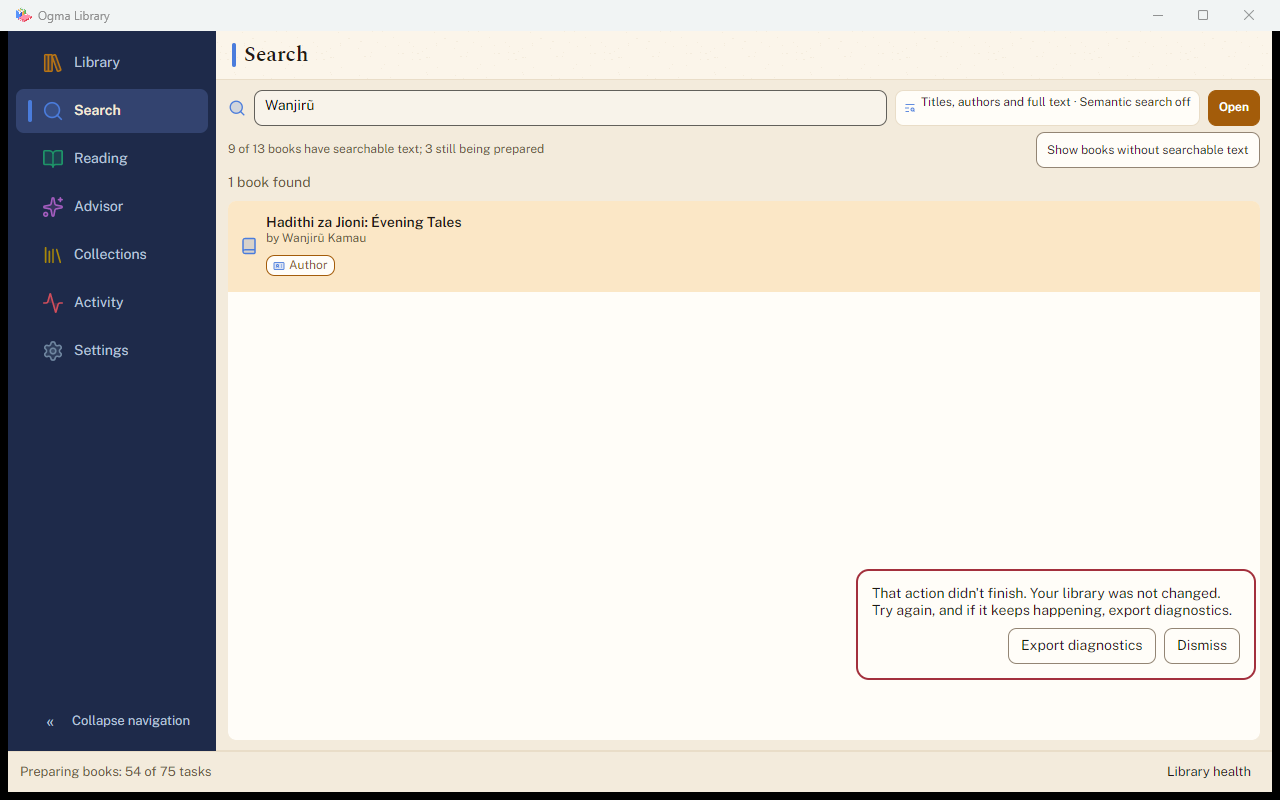 Ogma Library
Library
Search
Reading
Advisor
Collections
Activity
Settings
« Collapse navigation
Search
Wanjirũ
Titles, authors and full text · Semantic search off
Open
9 of 13 books have searchable text; 3 still being prepared
Show books without searchable text
1 book found
Hadithi za Jioni: Évening Tales
by Wanjirũ Kamau
Author
That action didn't finish. Your library was not changed.
Try again, and if it keeps happening, export diagnostics.
Export diagnostics
Dismiss
Preparing books: 54 of 75 tasks
Library health